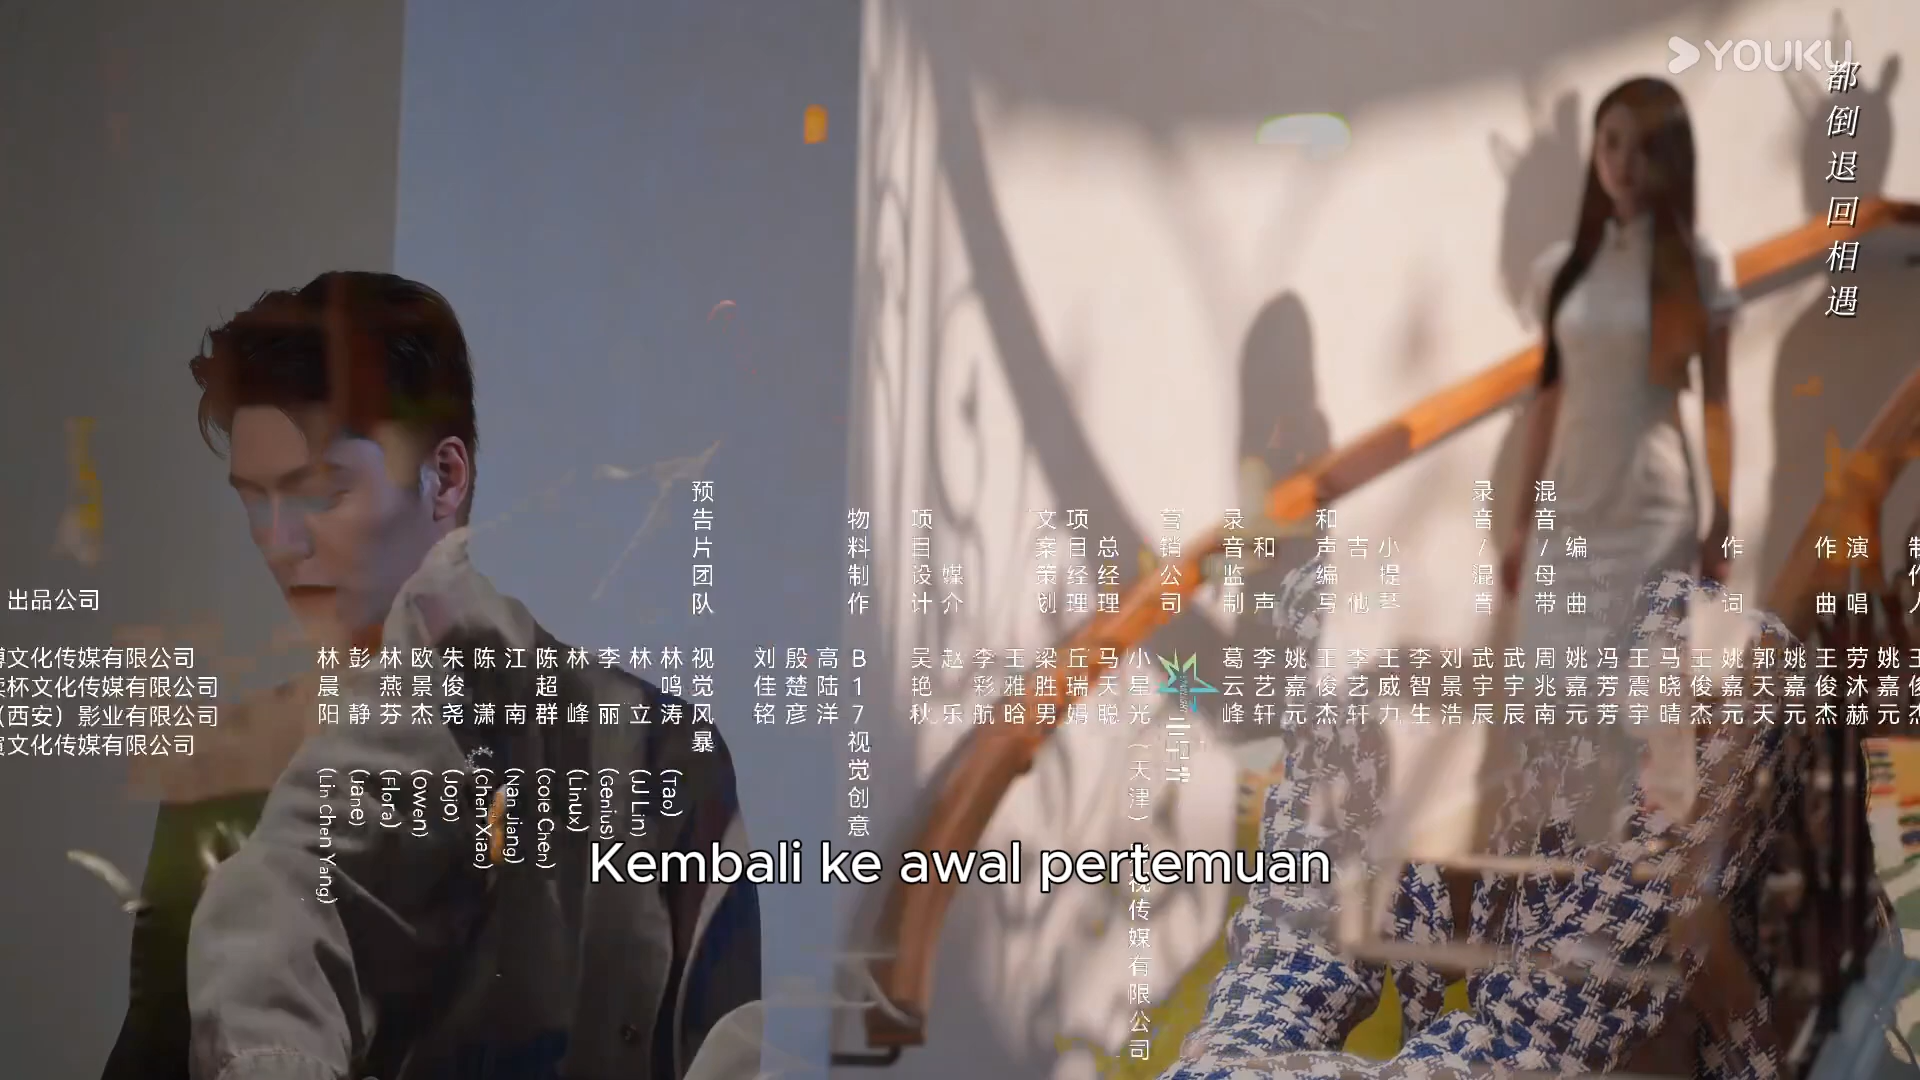 YOUKU
都倒退回相遇
制作人
演唱
作曲
作词
编曲
混音/母带
录音/混音
小提琴
吉他
和声编写
和声
录音监制
营销公司
总经理
项目经理
文案策划
媒介
项目设计
物料制作
预告片团队
出品公司
姚嘉元
劳沐赫
王俊杰
姚嘉元
郭天天
姚嘉元
王俊杰
马晓晴
王震宇
冯芳芳
姚嘉元
周兆南
武宇辰
武宇辰
刘景浩
李智生
王威力
李艺轩
王俊杰
姚嘉元
李艺轩
葛云峰
马天聪
丘瑞娟
梁胜男
王雅晗
李彩航
赵乐
吴艳秋
B17视觉创意
高陆洋
殷楚彦
刘佳铭
视觉风暴
林鸣涛 (Tao)
林立 (JJ Lin)
李丽 (Genius)
林峰 (Linux)
陈超群 (cole Chen)
江南 (Nan Jiang)
陈潇 (Chen Xiao)
朱俊尧 (Jojo)
欧景杰 (Owen)
林燕芬 (Flora)
彭静 (Jane)
林晨阳 (Lin Chen Yang)
文化传媒有限公司
杯文化传媒有限公司
（西安）影业有限公司
文化传媒有限公司
Kembali ke awal pertemuan